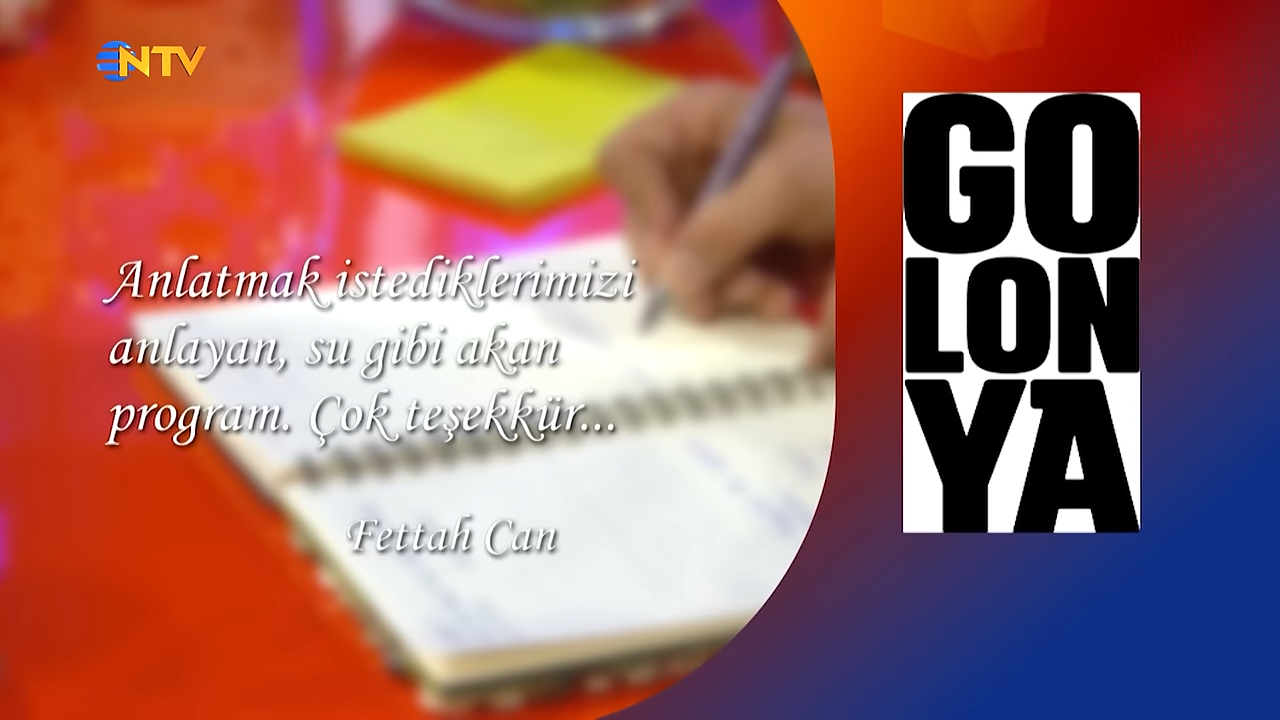 NTV
Anlatmak istediklerimizi
anlayan, su gibi akan
program. Çok teşekkür...
Fettah Can
GO
LON
YA